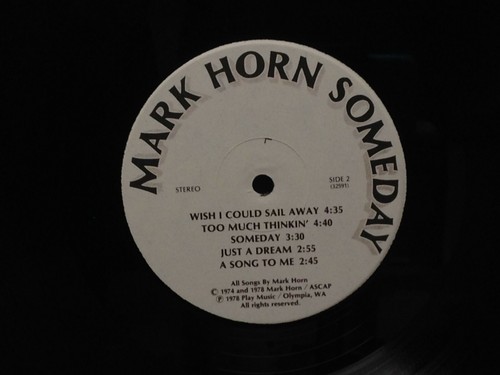 MARK HORN SOMEDAY
STEREO
SIDE 2
(32591)
WISH I COULD SAIL AWAY 4:35
TOO MUCH THINKIN' 4:40
SOMEDAY 3:30
JUST A DREAM 2:55
A SONG TO ME 2:45
All Songs By Mark Horn
© 1974 and 1978 Mark Horn / ASCAP
℗ 1978 Play Music / Olympia, WA
All rights reserved.